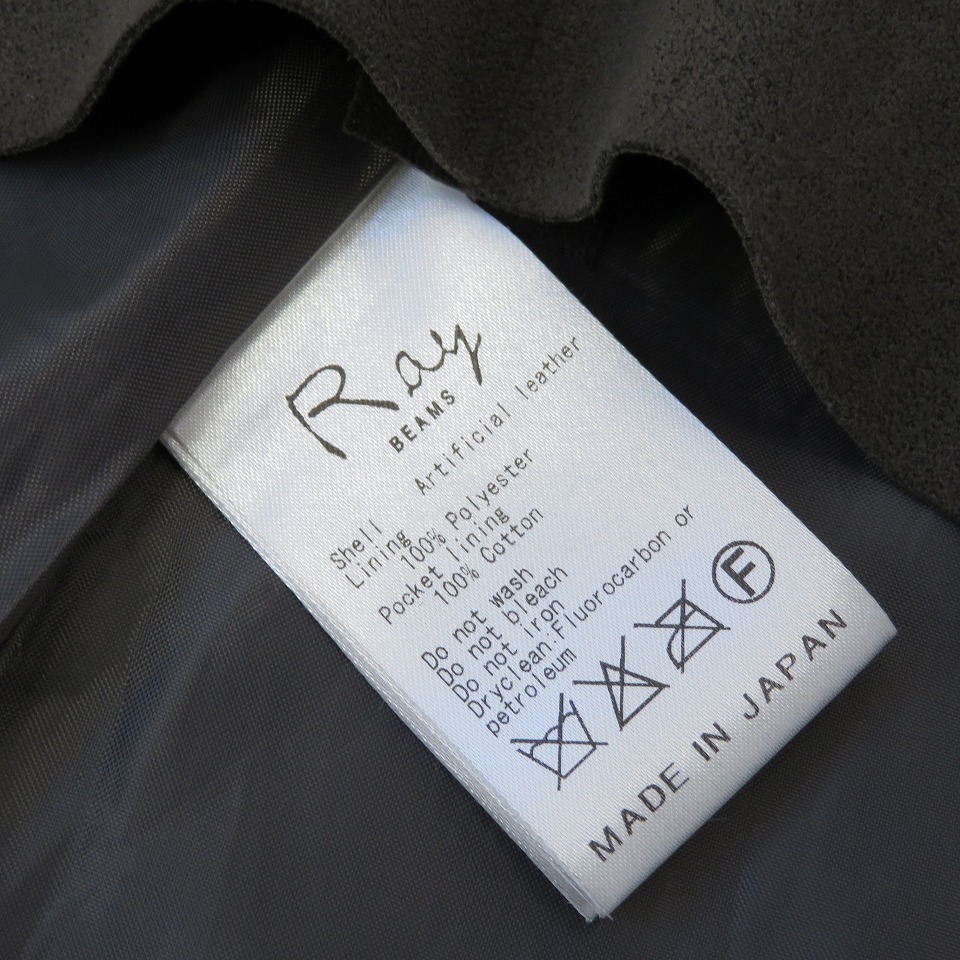 Ray
BEAMS
Shell Artificial leather
Lining
100% Polyester
Pocket lining
100% Cotton
Do not wash
Do not bleach
Do not iron
Dryclean:Fluorocarbon or
petroleum
F
MADE IN JAPAN